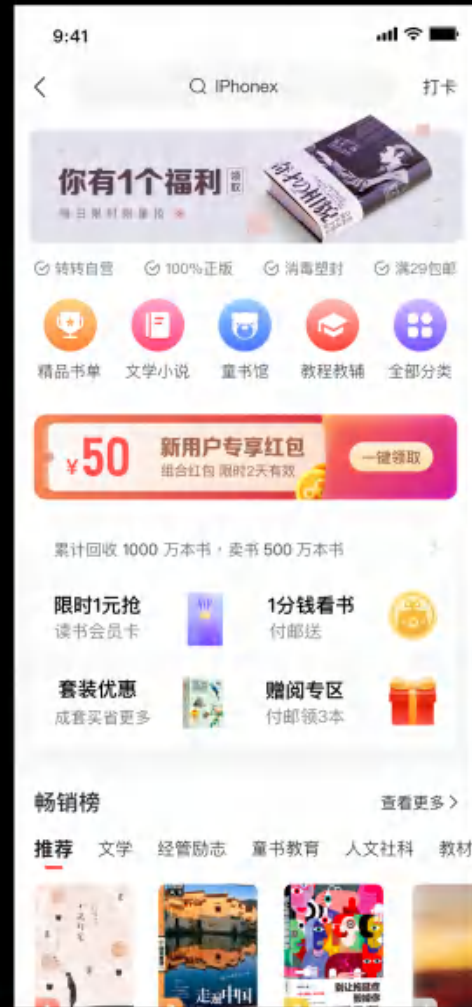 9:41
iPhonex
打卡
你有1个福利
领取
每日限时限量投
转转自营 100%正版 消毒塑封 满29包邮
精品书单 文学小说 童书馆 教程教辅 全部分类
¥50
新用户专享红包
组合红包 限时2天有效
一键领取
累计回收 1000 万本书，卖书 500 万本书
限时1元抢
读书会员卡
VIP
1分钱看书
付邮送
套装优惠
成套买省更多
赠阅专区
付邮领3本
畅销榜
查看更多
推荐 文学 经管励志 童书教育 人文社科 教材
走遍中国